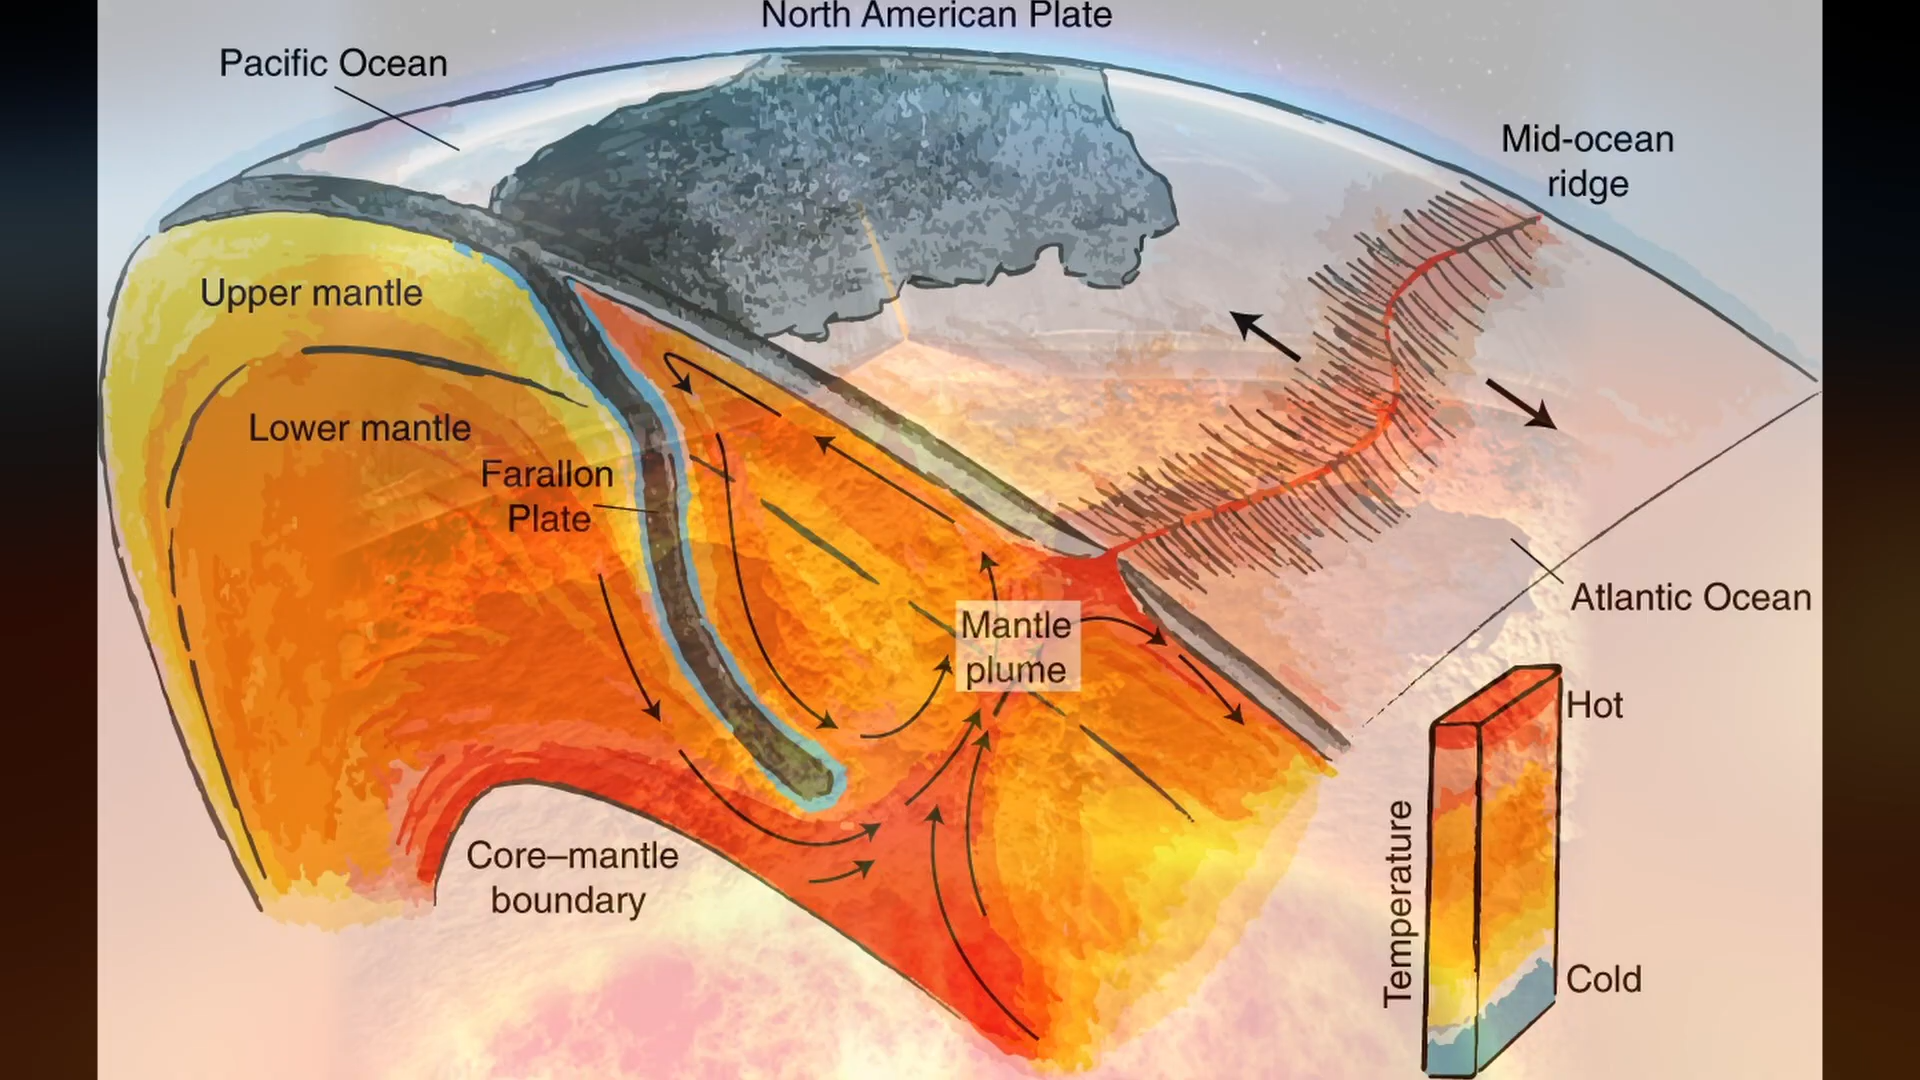 North American Plate
Pacific Ocean
Mid-ocean
ridge
Upper mantle
Lower mantle
Farallon
Plate
Mantle
plume
Atlantic Ocean
Core–mantle
boundary
Hot
Temperature
Cold